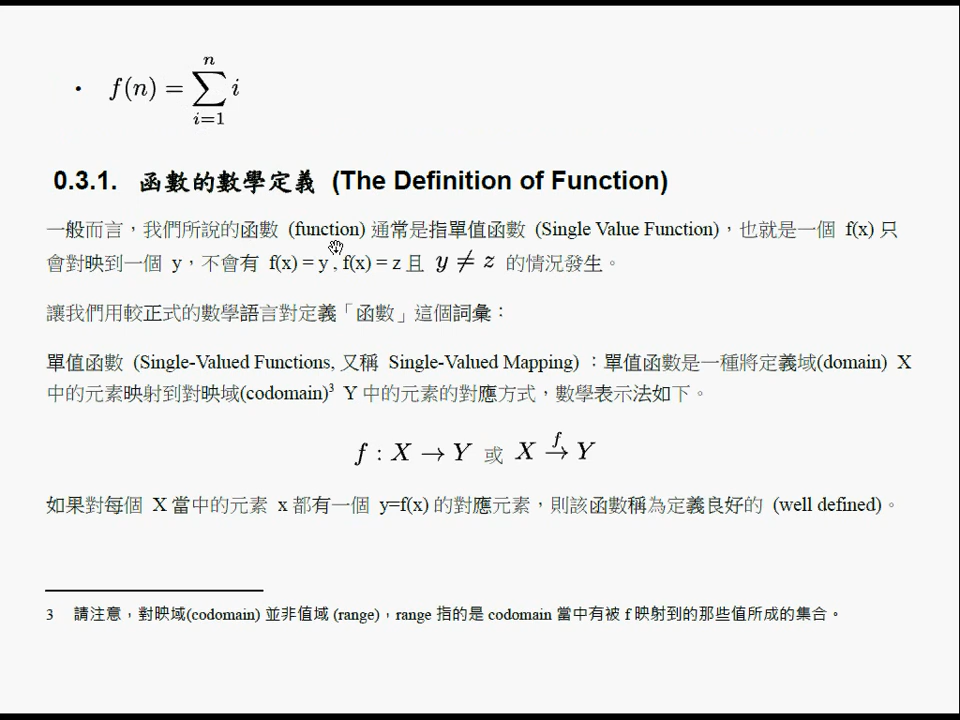 • f(n) = \sum_{i=1}^{n} i
0.3.1. 函數的數學定義 (The Definition of Function)
一般而言，我們所說的函數 (function) 通常是指單值函數 (Single Value Function)，也就是一個 f(x) 只
會對映到一個 y，不會有 f(x) = y , f(x) = z 且 y ≠ z 的情況發生。
讓我們用較正式的數學語言對定義「函數」這個詞彙：
單值函數 (Single-Valued Functions, 又稱 Single-Valued Mapping) ：單值函數是一種將定義域(domain) X
中的元素映射到對映域(codomain)³ Y 中的元素的對應方式，數學表示法如下。
f : X → Y 或 X \xrightarrow{f} Y
如果對每個 X 當中的元素 x 都有一個 y=f(x) 的對應元素，則該函數稱為定義良好的 (well defined)。
3 請注意，對映域(codomain) 並非值域 (range)，range 指的是 codomain 當中有被 f 映射到的那些值所成的集合。